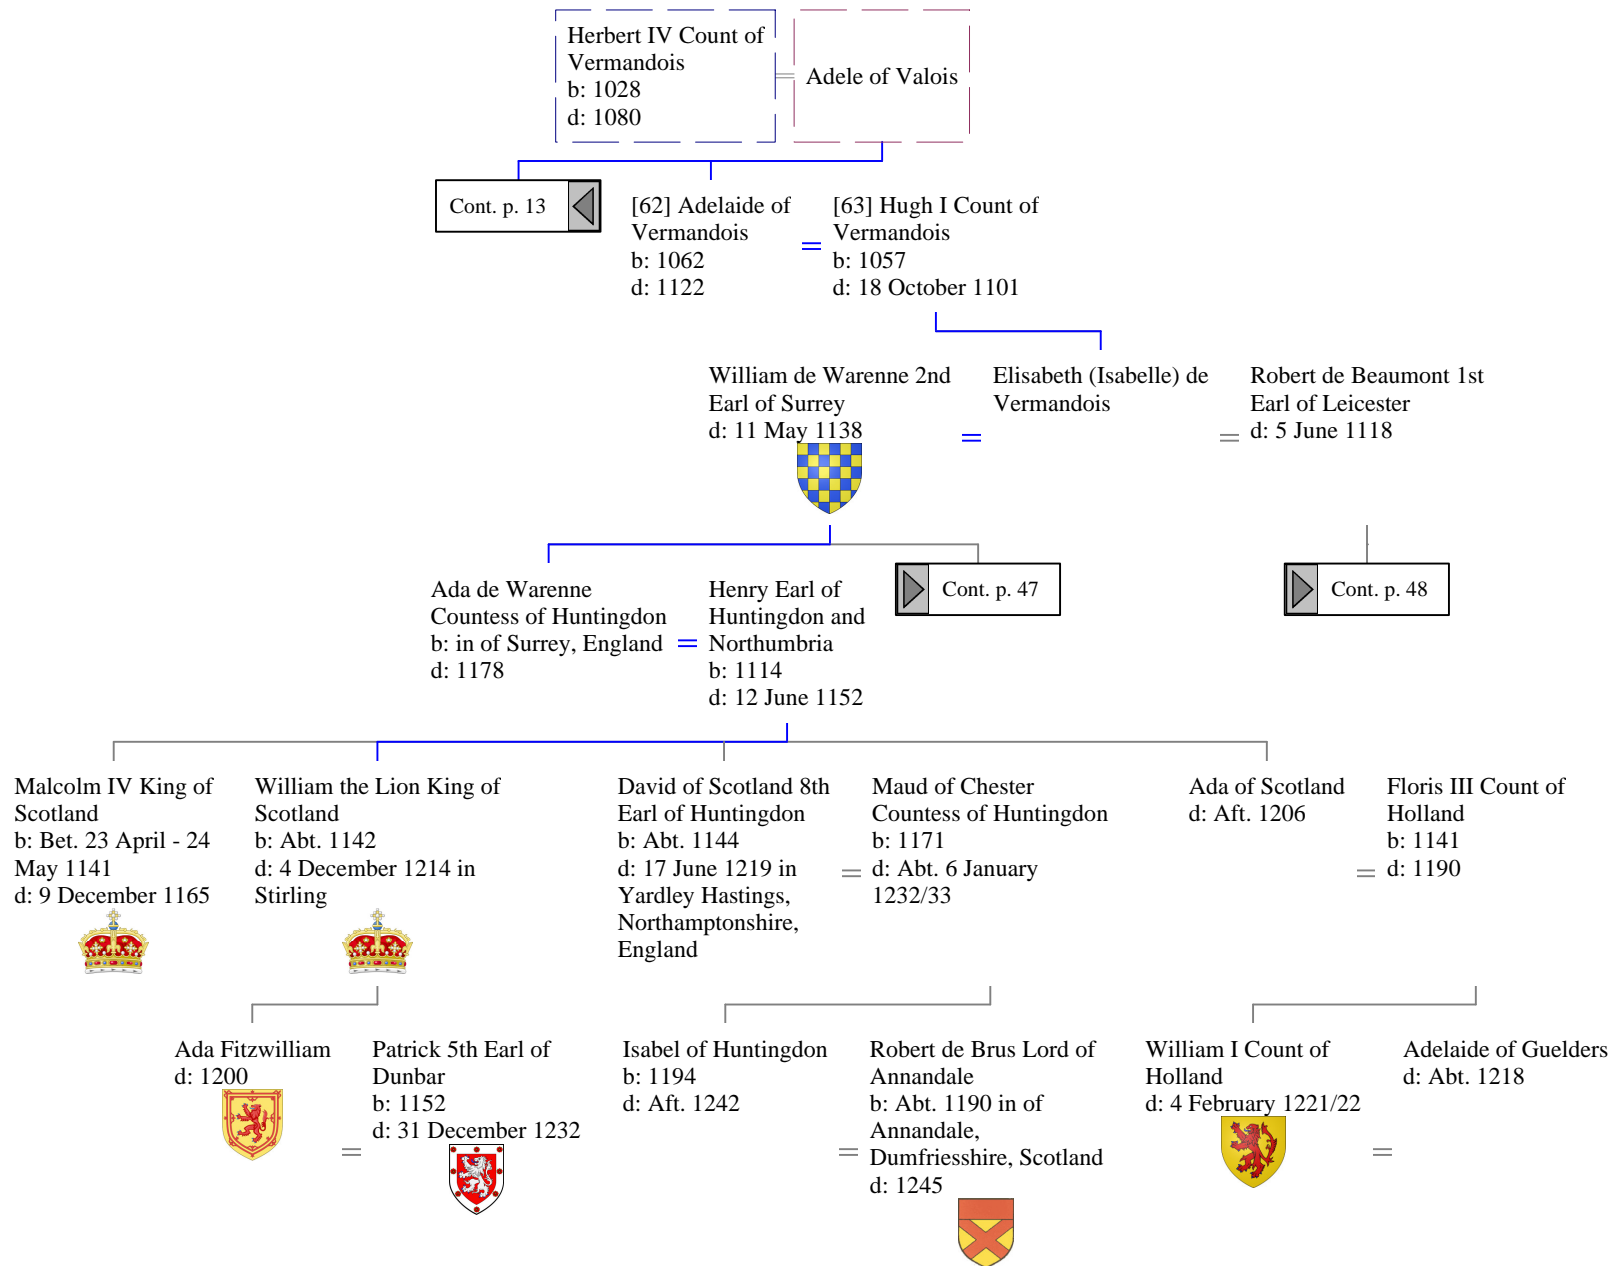 Herbert IV Count of
Vermandois
b: 1028
d: 1080
Adele of Valois
Cont. p. 13
[62] Adelaide of
Vermandois
b: 1062
d: 1122
[63] Hugh I Count of
Vermandois
b: 1057
d: 18 October 1101
William de Warenne 2nd
Earl of Surrey
d: 11 May 1138
Elisabeth (Isabelle) de
Vermandois
Robert de Beaumont 1st
Earl of Leicester
d: 5 June 1118
Ada de Warenne
Countess of Huntingdon
b: in of Surrey, England
d: 1178
Henry Earl of
Huntingdon and
Northumbria
b: 1114
d: 12 June 1152
Cont. p. 47
Cont. p. 48
Malcolm IV King of
Scotland
b: Bet. 23 April - 24
May 1141
d: 9 December 1165
William the Lion King of
Scotland
b: Abt. 1142
d: 4 December 1214 in
Stirling
David of Scotland 8th
Earl of Huntingdon
b: Abt. 1144
d: 17 June 1219 in
Yardley Hastings,
Northamptonshire,
England
Maud of Chester
Countess of Huntingdon
b: 1171
d: Abt. 6 January
1232/33
Ada of Scotland
d: Aft. 1206
Floris III Count of
Holland
b: 1141
d: 1190
Ada Fitzwilliam
d: 1200
Patrick 5th Earl of
Dunbar
b: 1152
d: 31 December 1232
Isabel of Huntingdon
b: 1194
d: Aft. 1242
Robert de Brus Lord of
Annandale
b: Abt. 1190 in of
Annandale,
Dumfriesshire, Scotland
d: 1245
William I Count of
Holland
d: 4 February 1221/22
Adelaide of Guelders
d: Abt. 1218